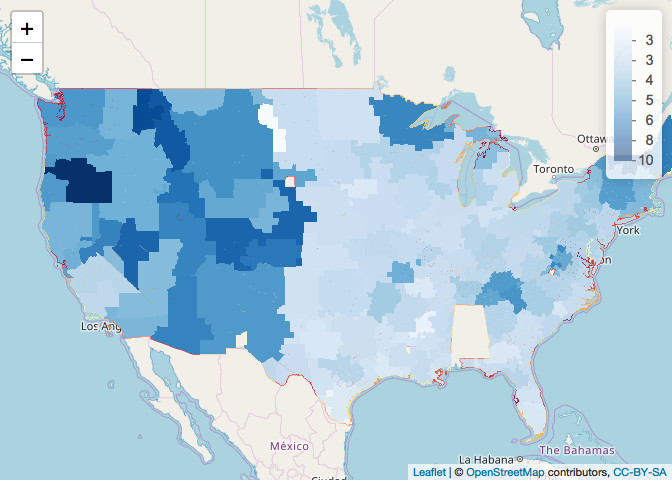 +
−
3
3
4
5
6
8
10
Ottawa
Toronto
York
on
Los Ang
México
La Habana
The Bahamas
Ciudad
Leaflet | © OpenStreetMap contributors, CC-BY-SA